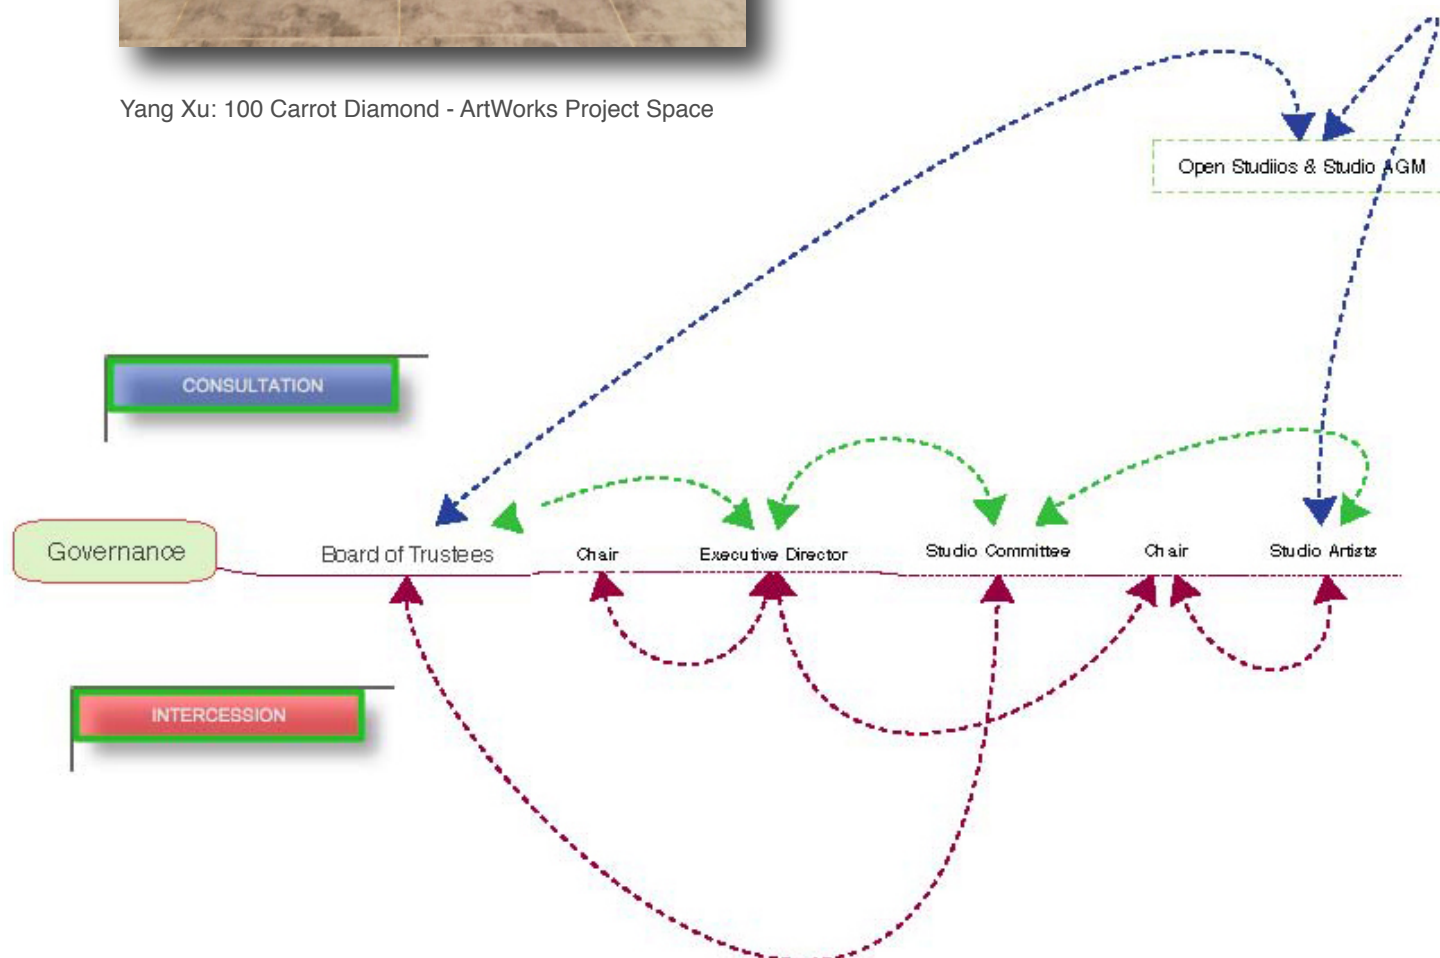 Yang Xu: 100 Carrot Diamond - ArtWorks Project Space
Open Studiios & Studio AGM
CONSULTATION
Governance
Board of Trustees
Chair
Executive Director
Studio Committee
Chair
Studio Artists
INTERCESSION